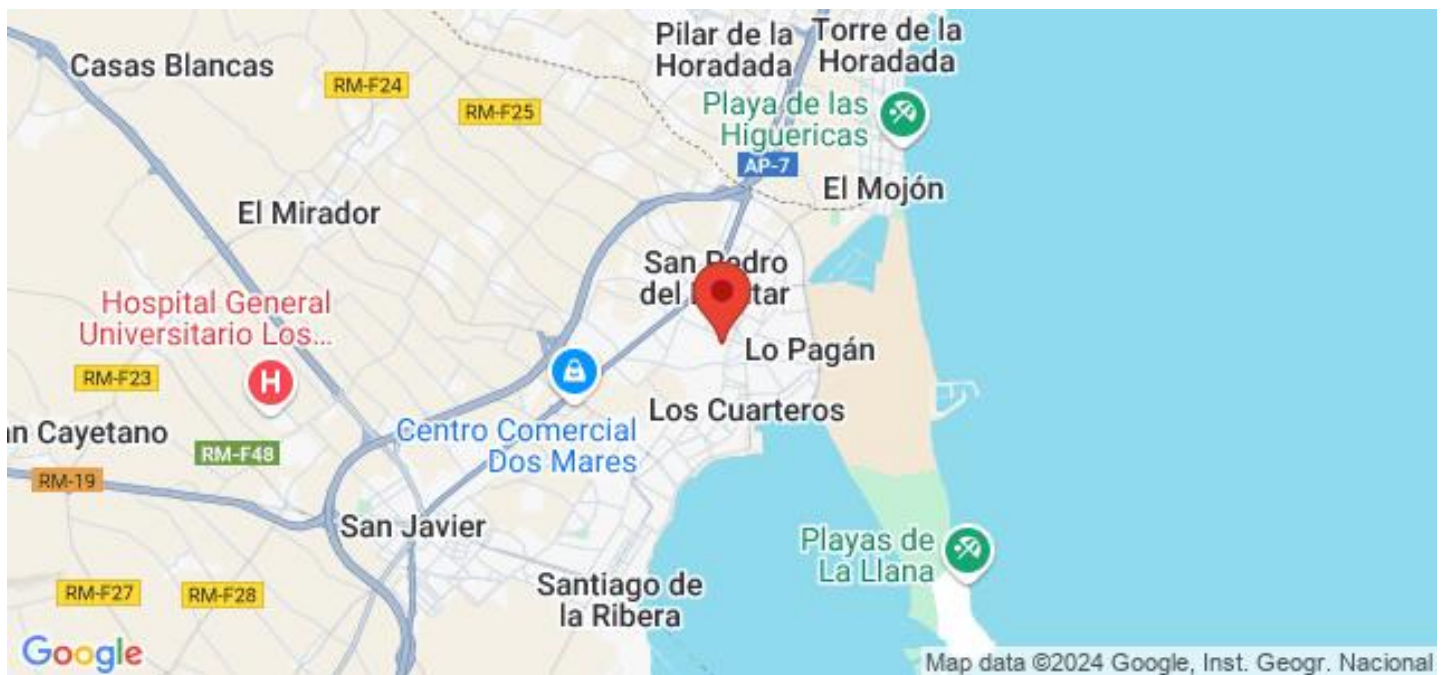 Pilar de la
Horadada
Torre de la
Horadada
Casas Blancas
RM-F24
RM-F25
Playa de las
Higuericas
AP-7
El Mojón
El Mirador
San Pedro
del
Hospital General
Universitario Los...
H
Lo Pagán
RM-F23
Los Cuarteros
n Cayetano
RM-F48
Centro Comercial
Dos Mares
RM-19
San Javier
Playas de
La Llana
RM-F27
RM-F28
Santiago de
la Ribera
Google
Map data ©2024 Google, Inst. Geogr. Nacional